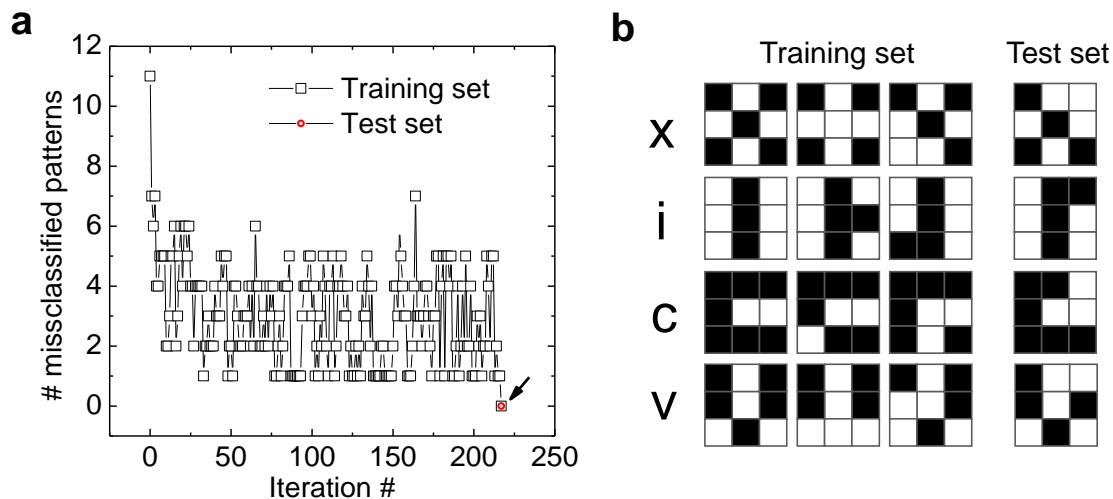 a
12
10
8
6
4
2
0
# misclassified patterns
Training set
Test set
0 50 100 150 200 250
Iteration #
b
Training set Test set
x
i
c
v